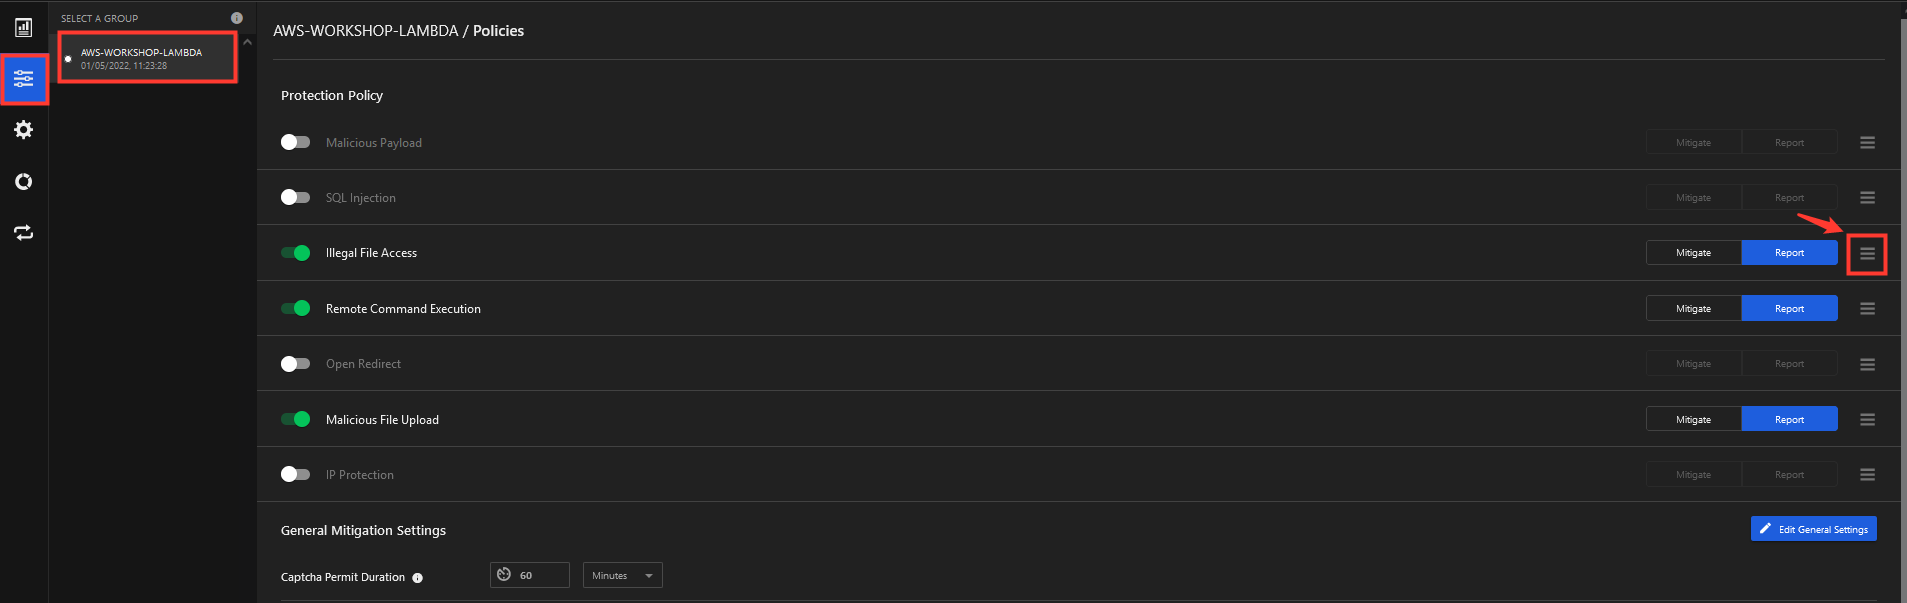 SELECT A GROUP
AWS-WORKSHOP-LAMBDA
01/05/2022, 11:23:28
AWS-WORKSHOP-LAMBDA / Policies
Protection Policy
Malicious Payload Mitigate Report
SQL Injection Mitigate Report
Illegal File Access Mitigate Report
Remote Command Execution Mitigate Report
Open Redirect Mitigate Report
Malicious File Upload Mitigate Report
IP Protection Mitigate Report
General Mitigation Settings Edit General Settings
Captcha Permit Duration 60 Minutes